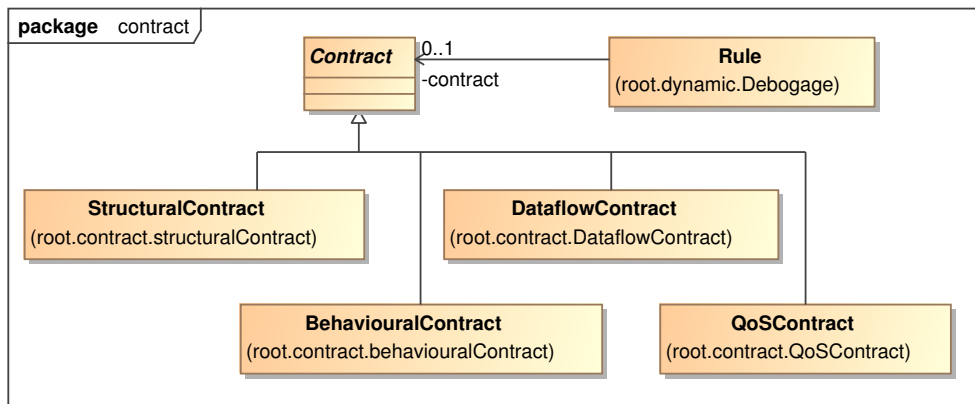 package contract
Contract
0..1
-contract
Rule
(root.dynamic.Debogage)
StructuralContract
(root.contract.structuralContract)
DataflowContract
(root.contract.DataflowContract)
BehaviouralContract
(root.contract.behaviouralContract)
QoSContract
(root.contract.QoSContract)